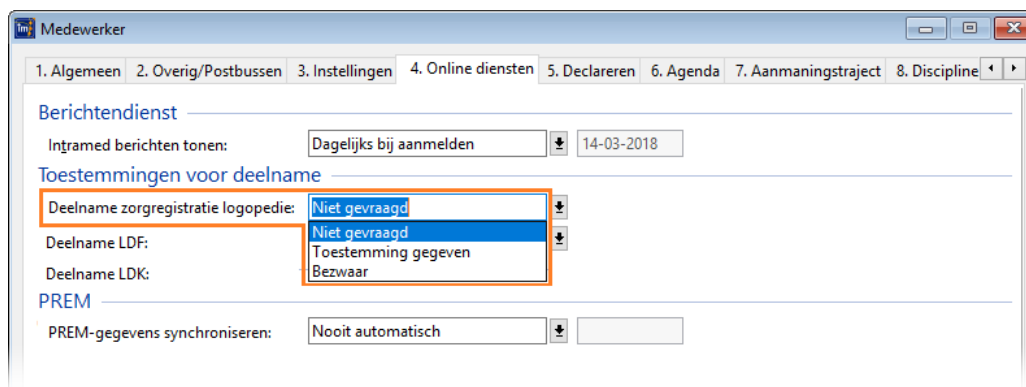 Medewerker
1. Algemeen 2. Overig/Postbussen 3. Instellingen 4. Online diensten 5. Declareren 6. Agenda 7. Aanmaningstraject 8. Discipline
Berichtendienst
Intramed berichten tonen: Dagelijks bij aanmelden 14-03-2018
Toestemmingen voor deelname
Deelname zorgregistratie logopedie: Niet gevraagd
Niet gevraagd
Deelname LDF:
Toestemming gegeven
Deelname LDK: Bezwaar
PREM
PREM-gegevens synchroniseren: Nooit automatisch